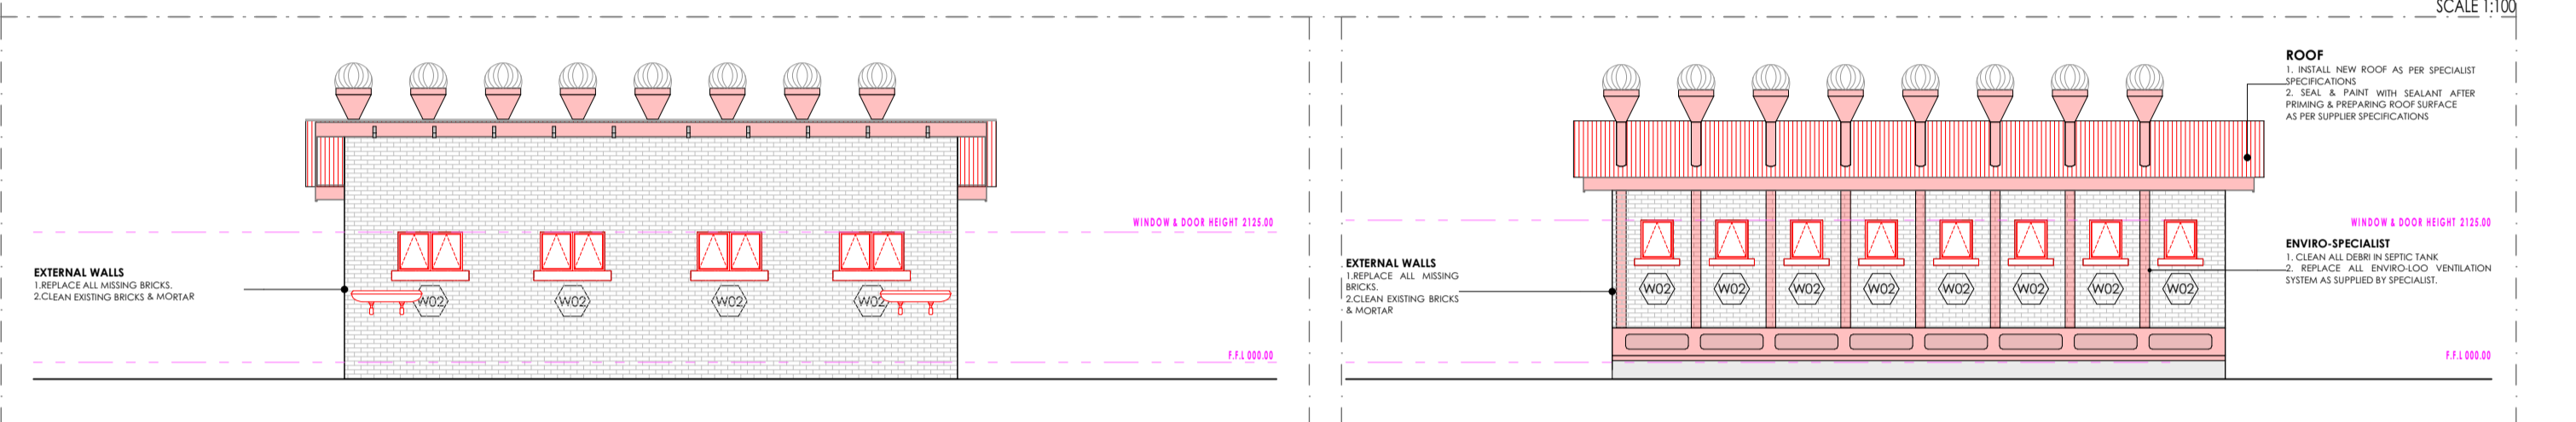 SCALE 1:100
WINDOW & DOOR HEIGHT 2125.00
EXTERNAL WALLS
1.REPLACE ALL MISSING BRICKS.
2.CLEAN EXISTING BRICKS & MORTAR
W02
W02
W02
W02
F.F.L 000.00
ROOF
1. INSTALL NEW ROOF AS PER SPECIALIST
SPECIFICATIONS
2. SEAL & PAINT WITH SEALANT AFTER
PRIMING & PREPARING ROOF SURFACE
AS PER SUPPLIER SPECIFICATIONS
WINDOW & DOOR HEIGHT 2125.00
ENVIRO-SPECIALIST
1. CLEAN ALL DEBRI IN SEPTIC TANK
2. REPLACE ALL ENVIRO-LOO VENTILATION
SYSTEM AS SUPPLIED BY SPECIALIST.
EXTERNAL WALLS
1.REPLACE ALL MISSING
BRICKS.
2.CLEAN EXISTING BRICKS
& MORTAR
W02
W02
W02
W02
W02
W02
W02
W02
F.F.L 000.00